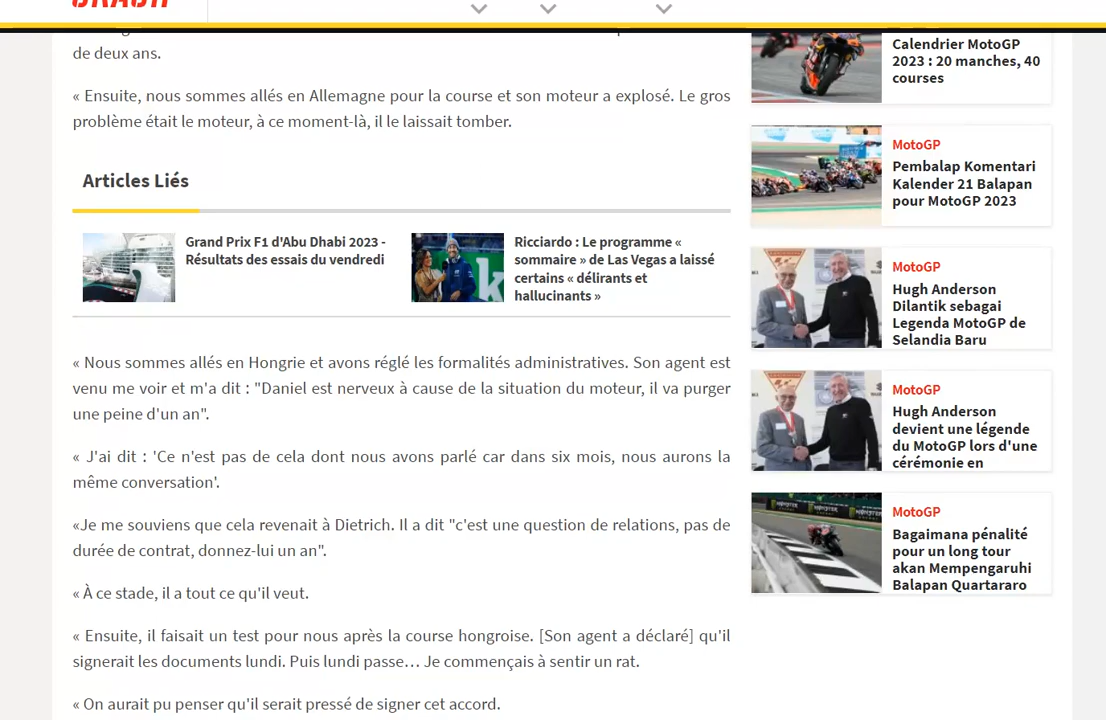 de deux ans.
« Ensuite, nous sommes allés en Allemagne pour la course et son moteur a explosé. Le gros
problème était le moteur, à ce moment-là, il le laissait tomber.
Articles Liés
Grand Prix F1 d'Abu Dhabi 2023 -
Résultats des essais du vendredi
Ricciardo : Le programme «
sommaire » de Las Vegas a laissé
certains « délirants et
hallucinants »
« Nous sommes allés en Hongrie et avons réglé les formalités administratives. Son agent est
venu me voir et m'a dit : "Daniel est nerveux à cause de la situation du moteur, il va purger
une peine d'un an".
« J'ai dit : 'Ce n'est pas de cela dont nous avons parlé car dans six mois, nous aurons la
même conversation'.
«Je me souviens que cela revenait à Dietrich. Il a dit "c'est une question de relations, pas de
durée de contrat, donnez-lui un an".
« À ce stade, il a tout ce qu'il veut.
« Ensuite, il faisait un test pour nous après la course hongroise. [Son agent a déclaré] qu'il
signerait les documents lundi. Puis lundi passe… Je commençais à sentir un rat.
« On aurait pu penser qu'il serait pressé de signer cet accord.
Calendrier MotoGP
2023 : 20 manches, 40
courses
MotoGP
Pembalap Komentari
Kalender 21 Balapan
pour MotoGP 2023
MotoGP
Hugh Anderson
Dilantik sebagai
Legenda MotoGP de
Selandia Baru
MotoGP
Hugh Anderson
devient une légende
du MotoGP lors d'une
cérémonie en
MotoGP
Bagaimana pénalité
pour un long tour
akan Mempengaruhi
Balapan Quartararo